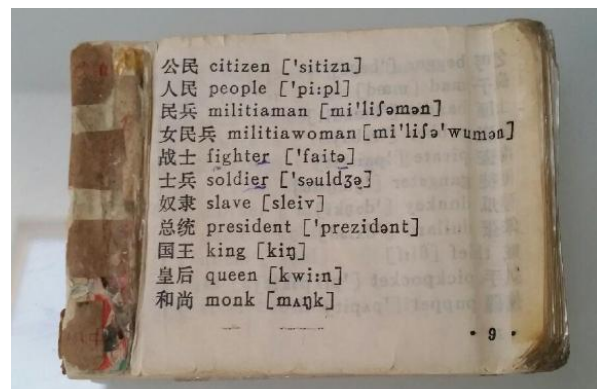 公民 citizen ['sitizn]
人民 people ['pi:pl]
民兵 militiaman [mi'liʃəmən]
女民兵 militiawoman [mi'liʃə'wumən]
战士 fighter ['faitə]
士兵 soldier ['səuldʒə]
奴隶 slave [sleiv]
总统 president ['prezidənt]
国王 king [kiŋ]
皇后 queen [kwi:n]
和尚 monk [mʌŋk]
· 9 ·